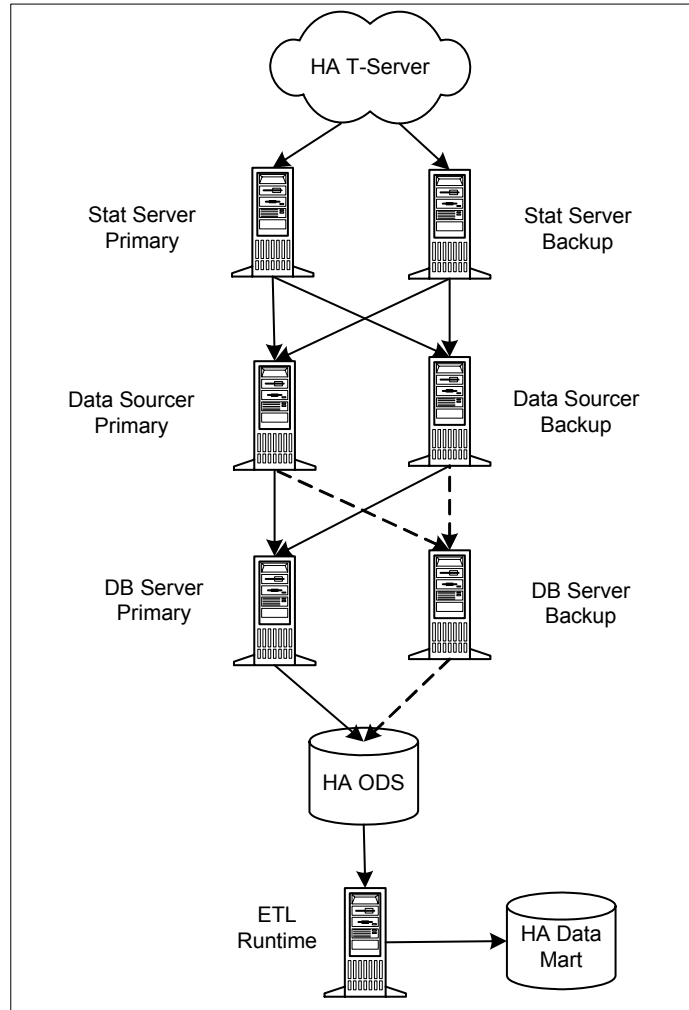 HA T-Server
Stat Server
Primary
Stat Server
Backup
Data Sourcer
Primary
Data Sourcer
Backup
DB Server
Primary
DB Server
Backup
HA ODS
ETL
Runtime
HA Data
Mart